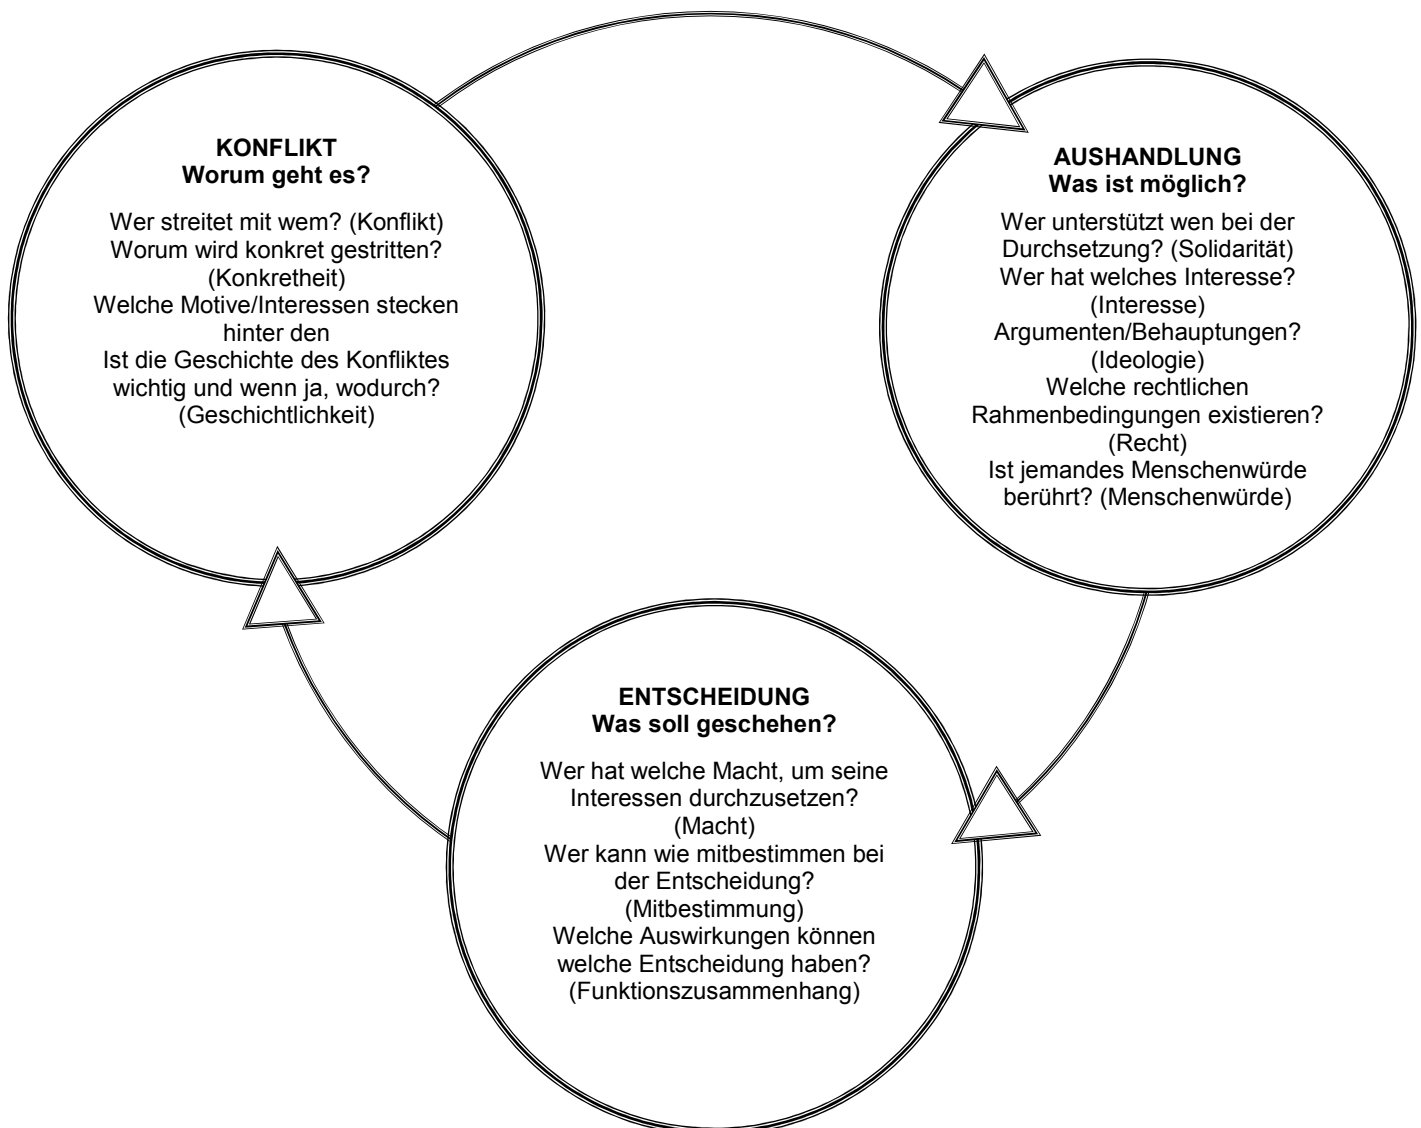 KONFLIKT
Worum geht es?
Wer streitet mit wem? (Konflikt)
Worum wird konkret gestritten?
(Konkretheit)
Welche Motive/Interessen stecken
hinter den
Ist die Geschichte des Konfliktes
wichtig und wenn ja, wodurch?
(Geschichtlichkeit)
AUSHANDLUNG
Was ist möglich?
Wer unterstützt wen bei der
Durchsetzung? (Solidarität)
Wer hat welches Interesse?
(Interesse)
Argumenten/Behauptungen?
(Ideologie)
Welche rechtlichen
Rahmenbedingungen existieren?
(Recht)
Ist jemandes Menschenwürde
berührt? (Menschenwürde)
ENTSCHEIDUNG
Was soll geschehen?
Wer hat welche Macht, um seine
Interessen durchzusetzen?
(Macht)
Wer kann wie mitbestimmen bei
der Entscheidung?
(Mitbestimmung)
Welche Auswirkungen können
welche Entscheidung haben?
(Funktionszusammenhang)